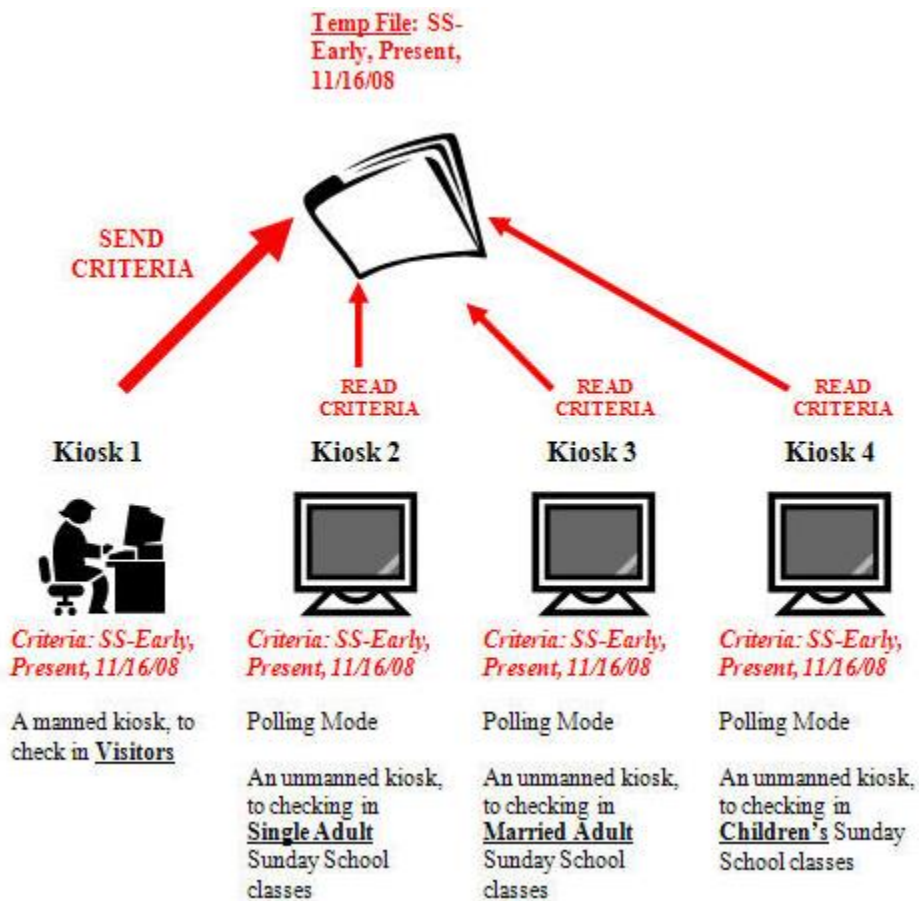 Temp File: SS-
Early, Present,
11/16/08
SEND
CRITERIA
READ
CRITERIA
READ
CRITERIA
READ
CRITERIA
Kiosk 1
Kiosk 2
Kiosk 3
Kiosk 4
Criteria: SS-Early,
Present, 11/16/08
A manned kiosk, to
check in Visitors
Criteria: SS-Early,
Present, 11/16/08
Polling Mode
An unmanned kiosk,
to checking in
Single Adult
Sunday School
classes
Criteria: SS-Early,
Present, 11/16/08
Polling Mode
An unmanned kiosk,
to checking in
Married Adult
Sunday School
classes
Criteria: SS-Early,
Present, 11/16/08
Polling Mode
An unmanned kiosk,
to checking in
Children's Sunday
School classes